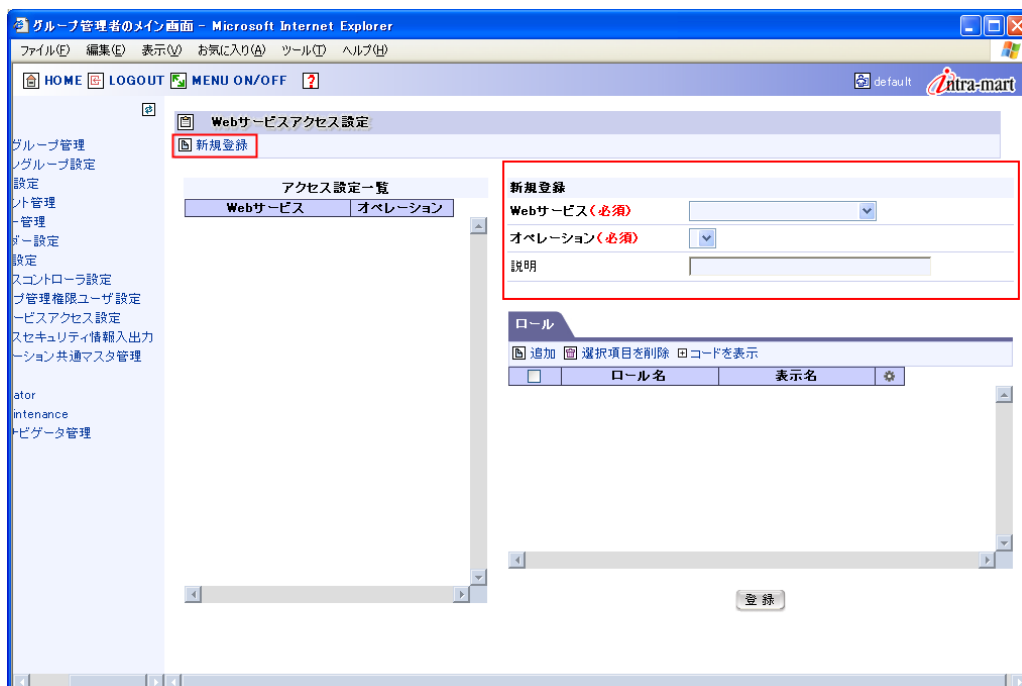 グループ管理者のメイン画面 - Microsoft Internet Explorer
ファイル(F) 編集(E) 表示(V) お気に入り(A) ツール(T) ヘルプ(H)
HOME LOGOUT MENU ON/OFF ? default intra-mart
Webサービスアクセス設定
新規登録
グループ管理
ングループ設定
設定
ント管理
ー管理
ダー設定
設定
スコントローラ設定
プ管理権限ユーザ設定
ービスアクセス設定
スセキュリティ情報入出力
ーション共通マスタ管理
ator
intenance
ナビゲータ管理
アクセス設定一覧
Webサービス オペレーション
新規登録
Webサービス(必須)
オペレーション(必須)
説明
ロール
追加 選択項目を削除 コードを表示
ロール名 表示名
登録